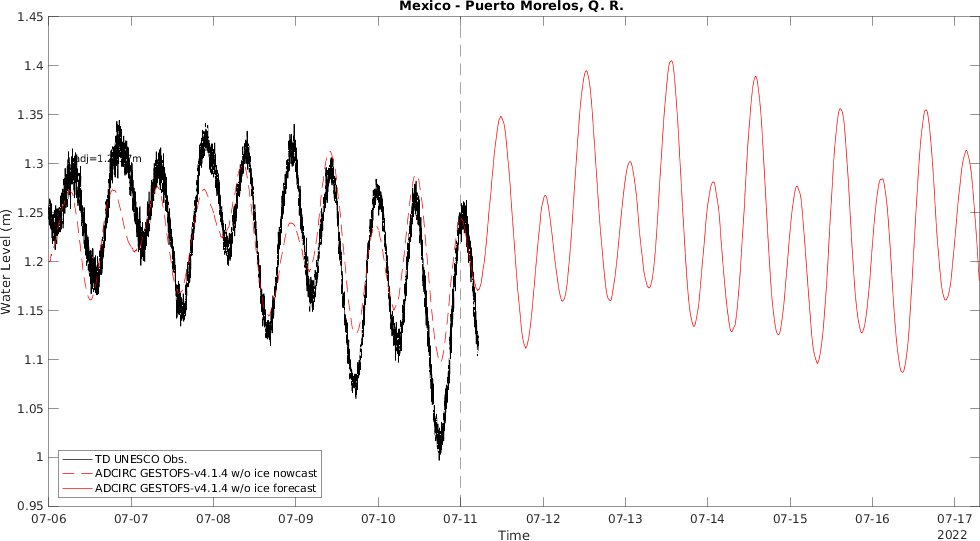 Mexico - Puerto Morelos, Q. R.
1.45
1.4
1.35
1.3
1.25
1.2
1.15
1.1
1.05
1
0.95
Water Level (m)
TD UNESCO Obs.
ADCIRC GESTOFS-v4.1.4 w/o ice nowcast
ADCIRC GESTOFS-v4.1.4 w/o ice forecast
07-06 07-07 07-08 07-09 07-10 07-11 07-12 07-13 07-14 07-15 07-16 07-17
Time
2022